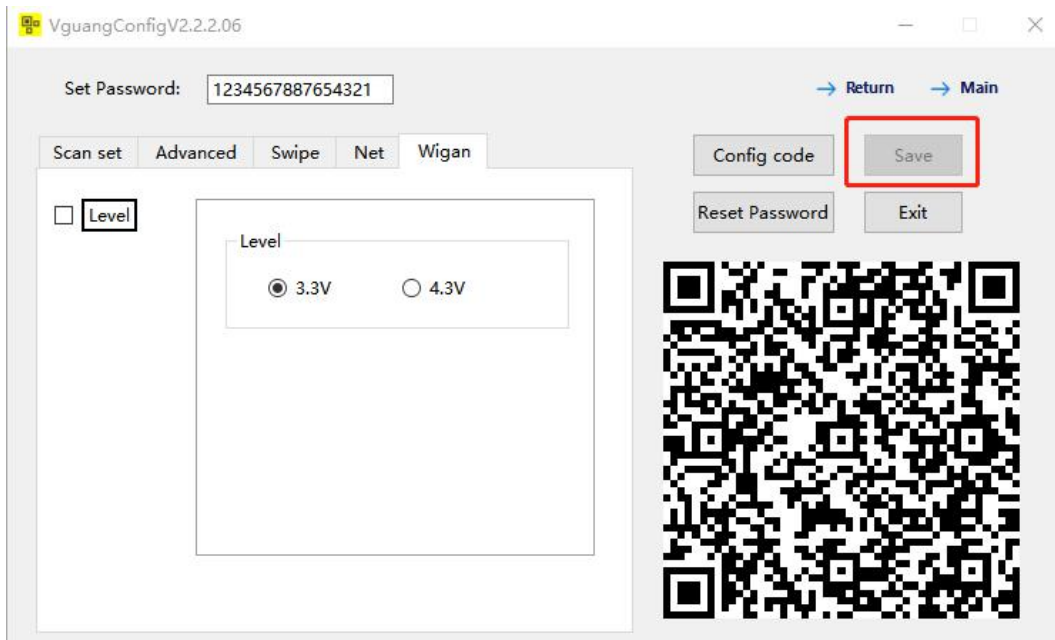 VguangConfigV2.2.2.06
Set Password: 1234567887654321
→ Return → Main
Scan set Advanced Swipe Net Wigan
Config code Save
Reset Password Exit
Level
Level
3.3V 4.3V